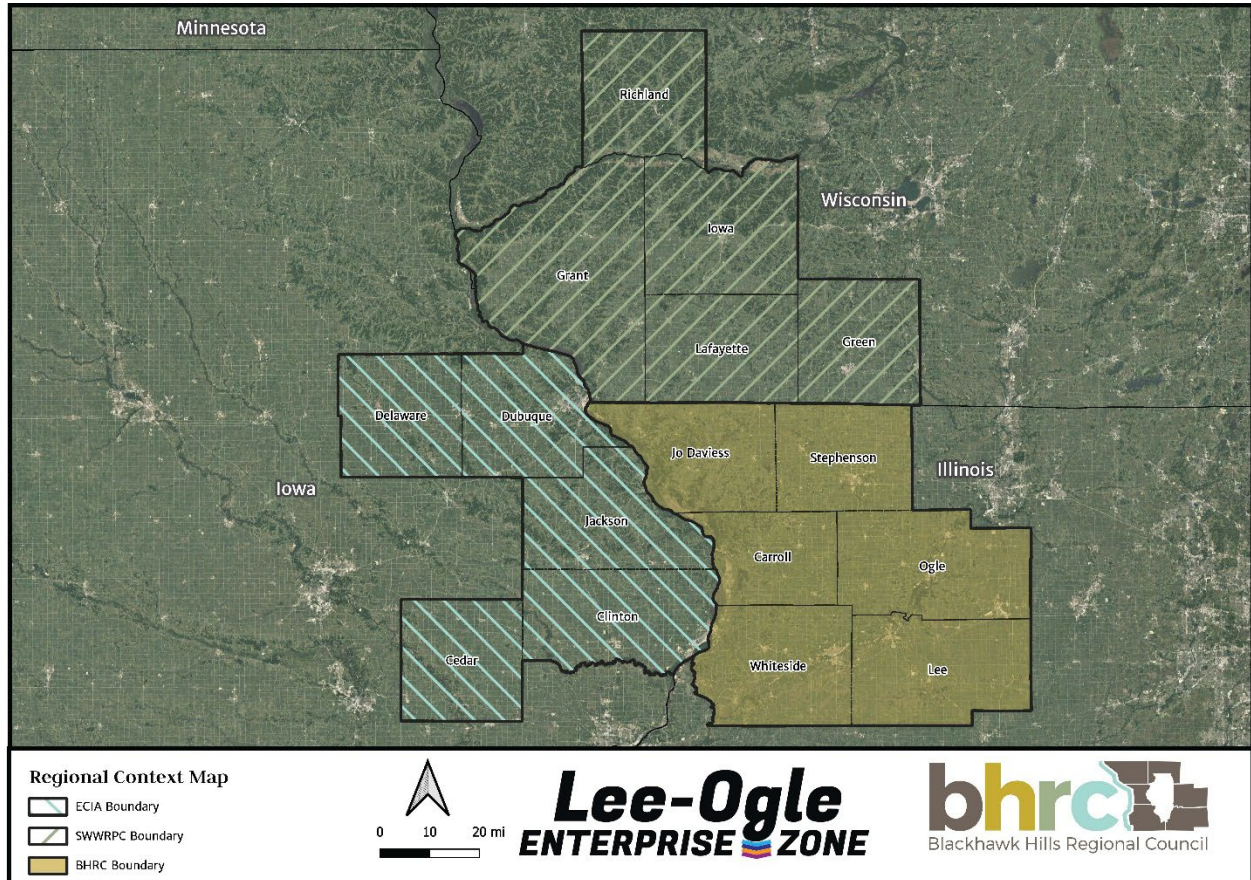 Minnesota
Richland
Wisconsin
Iowa
Grant
Lafayette
Green
Delaware
Dubuque
Jo Daviess
Stephenson
Illinois
Iowa
Jackson
Carroll
Ogle
Clinton
Cedar
Whiteside
Lee
Regional Context Map
ECIA Boundary
SWWRPC Boundary
BHRC Boundary
0 10 20 mi
Lee-Ogle
ENTERPRISE ZONE
bhrc
Blackhawk Hills Regional Council